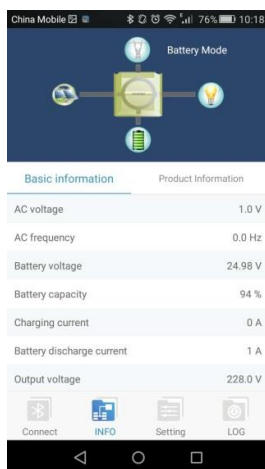 China Mobile 76% 10:18
Battery Mode
Basic information Product Information
AC voltage 1.0 V
AC frequency 0.0 Hz
Battery voltage 24.98 V
Battery capacity 94 %
Charging current 0 A
Battery discharge current 1 A
Output voltage 228.0 V
Connect INFO Setting LOG